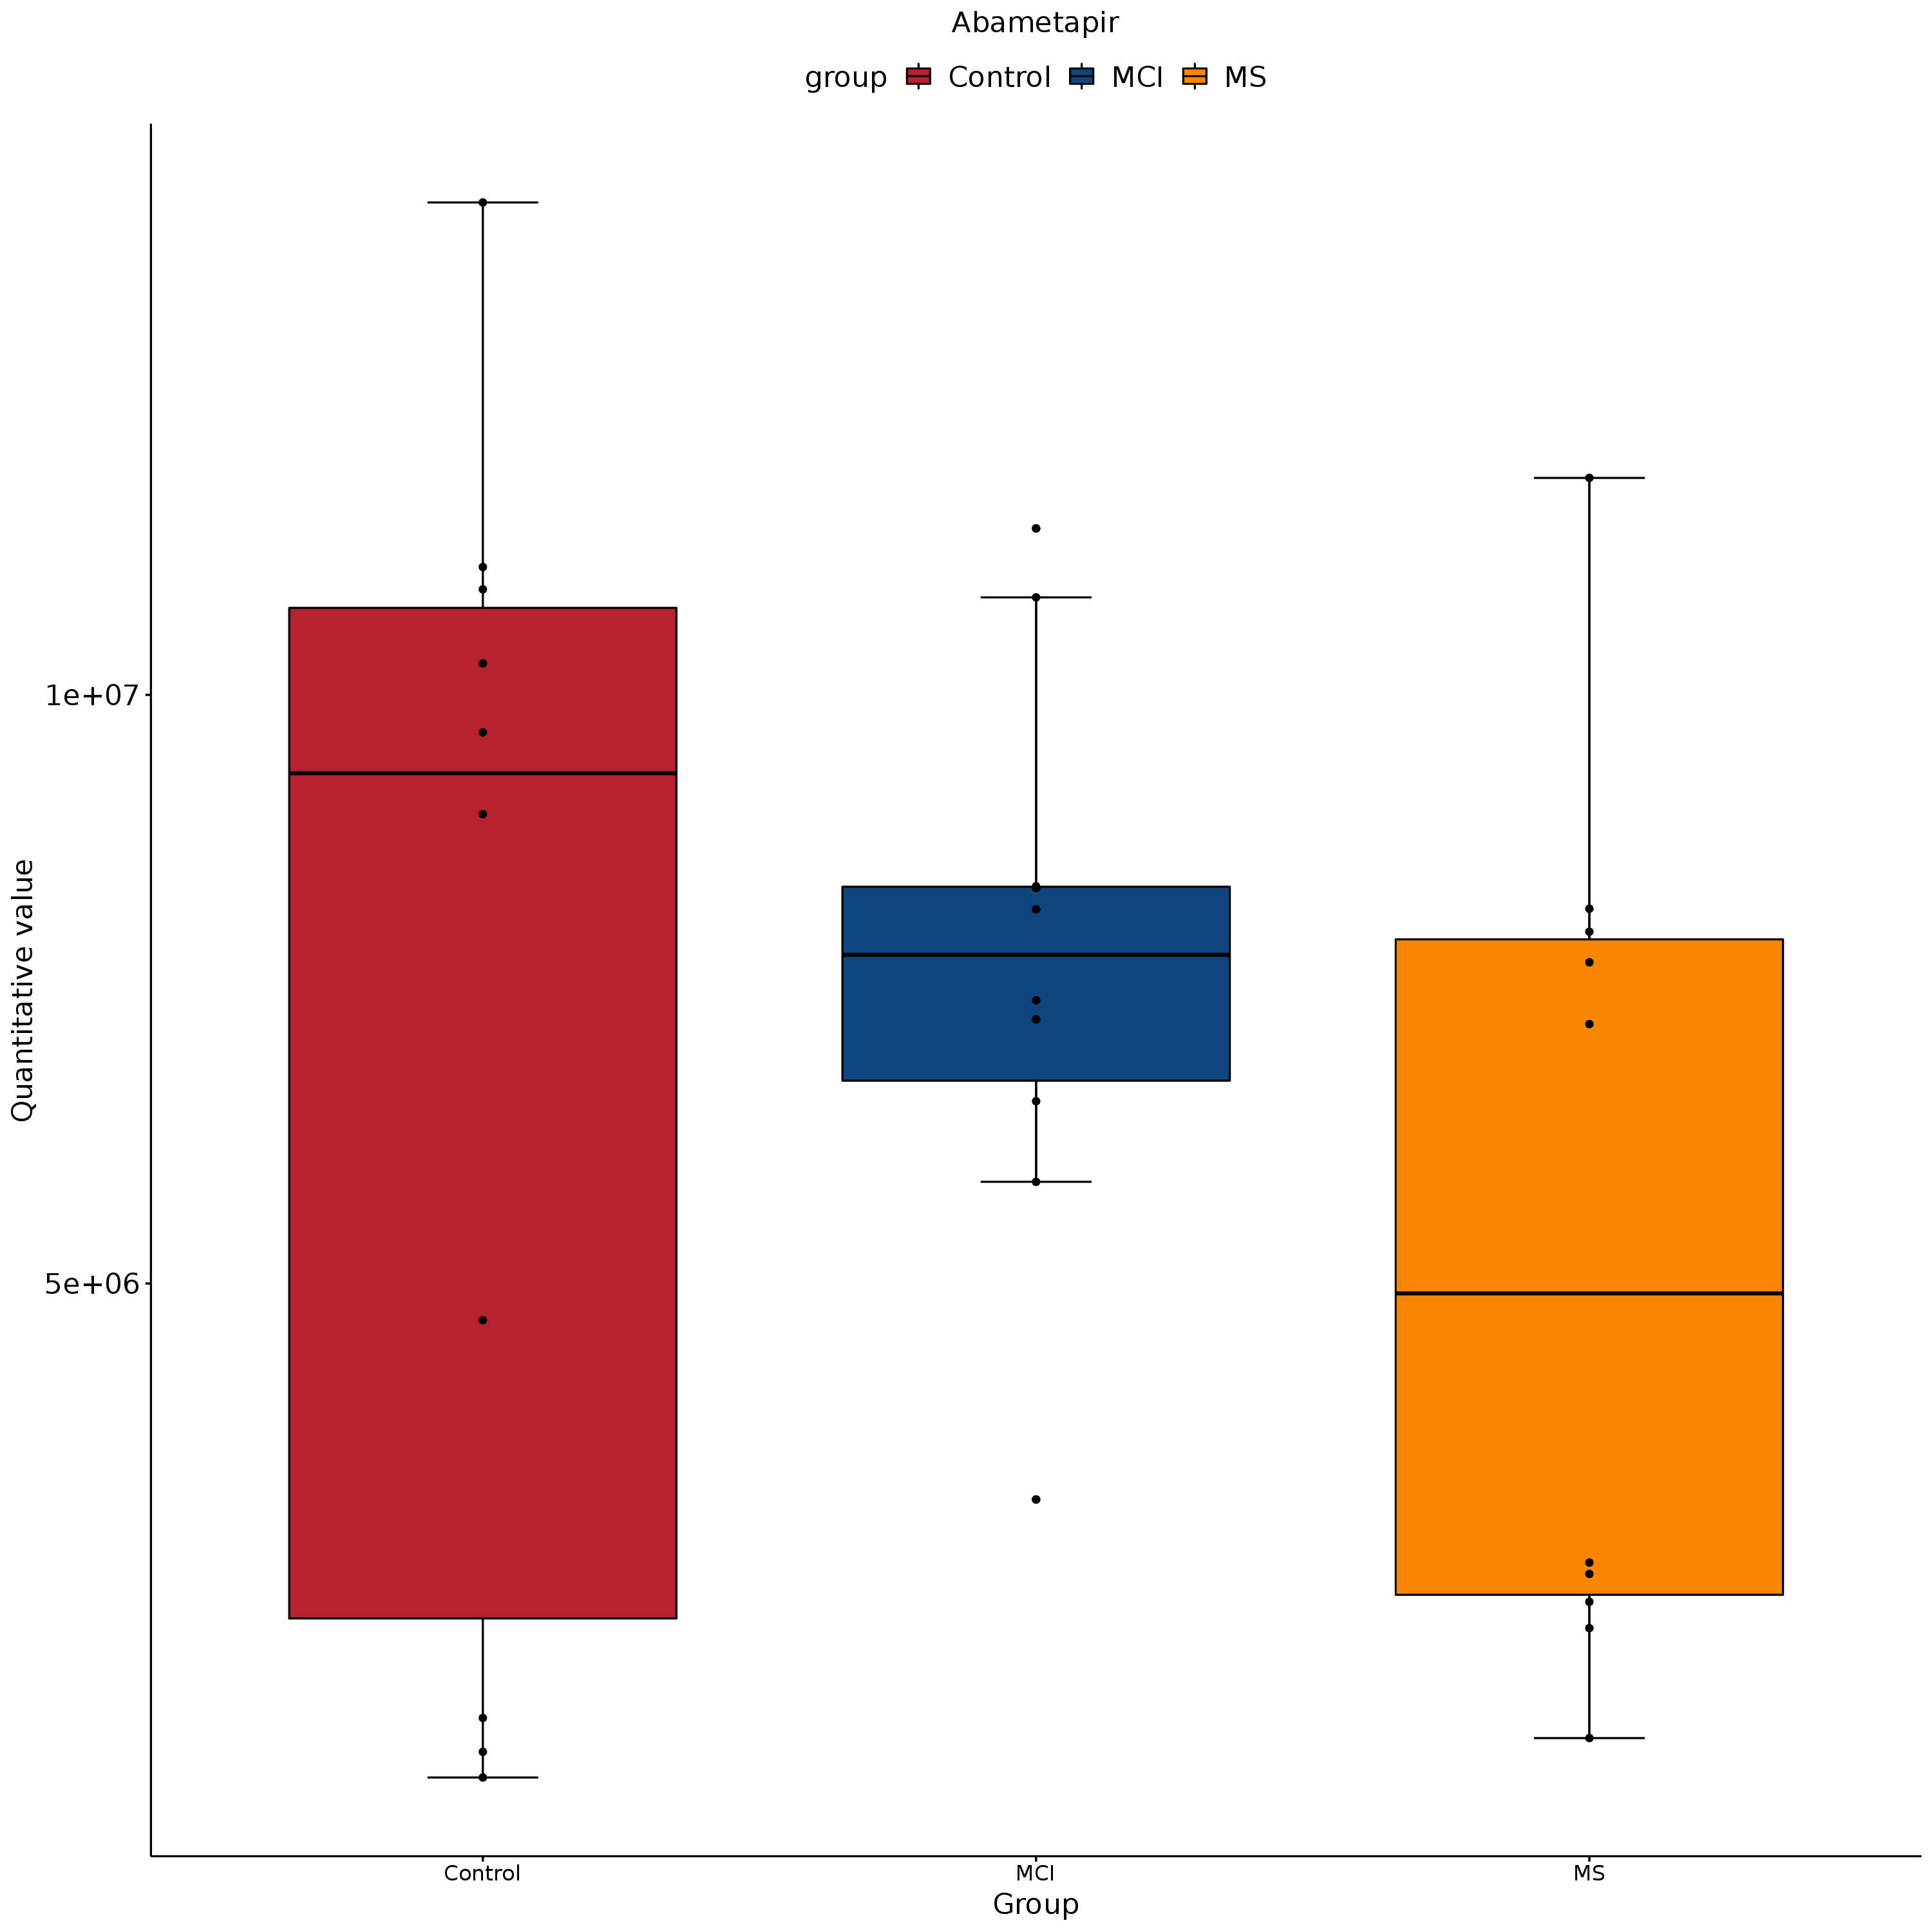 Abametapir
group Control MCI MS
Quantitative value
1e+07
5e+06
Control MCI MS
Group